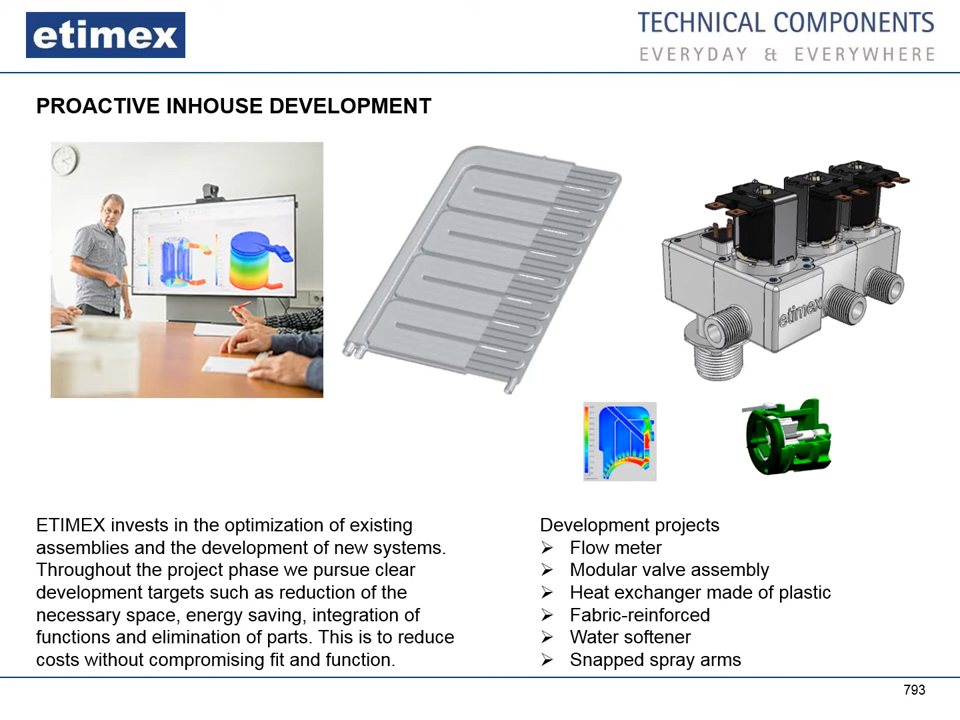 etimex
TECHNICAL COMPONENTS
EVERYDAY & EVERYWHERE
PROACTIVE INHOUSE DEVELOPMENT
etimex
ETIMEX invests in the optimization of existing
assemblies and the development of new systems.
Throughout the project phase we pursue clear
development targets such as reduction of the
necessary space, energy saving, integration of
functions and elimination of parts. This is to reduce
costs without compromising fit and function.
Development projects
➢ Flow meter
➢ Modular valve assembly
➢ Heat exchanger made of plastic
➢ Fabric-reinforced
➢ Water softener
➢ Snapped spray arms
793